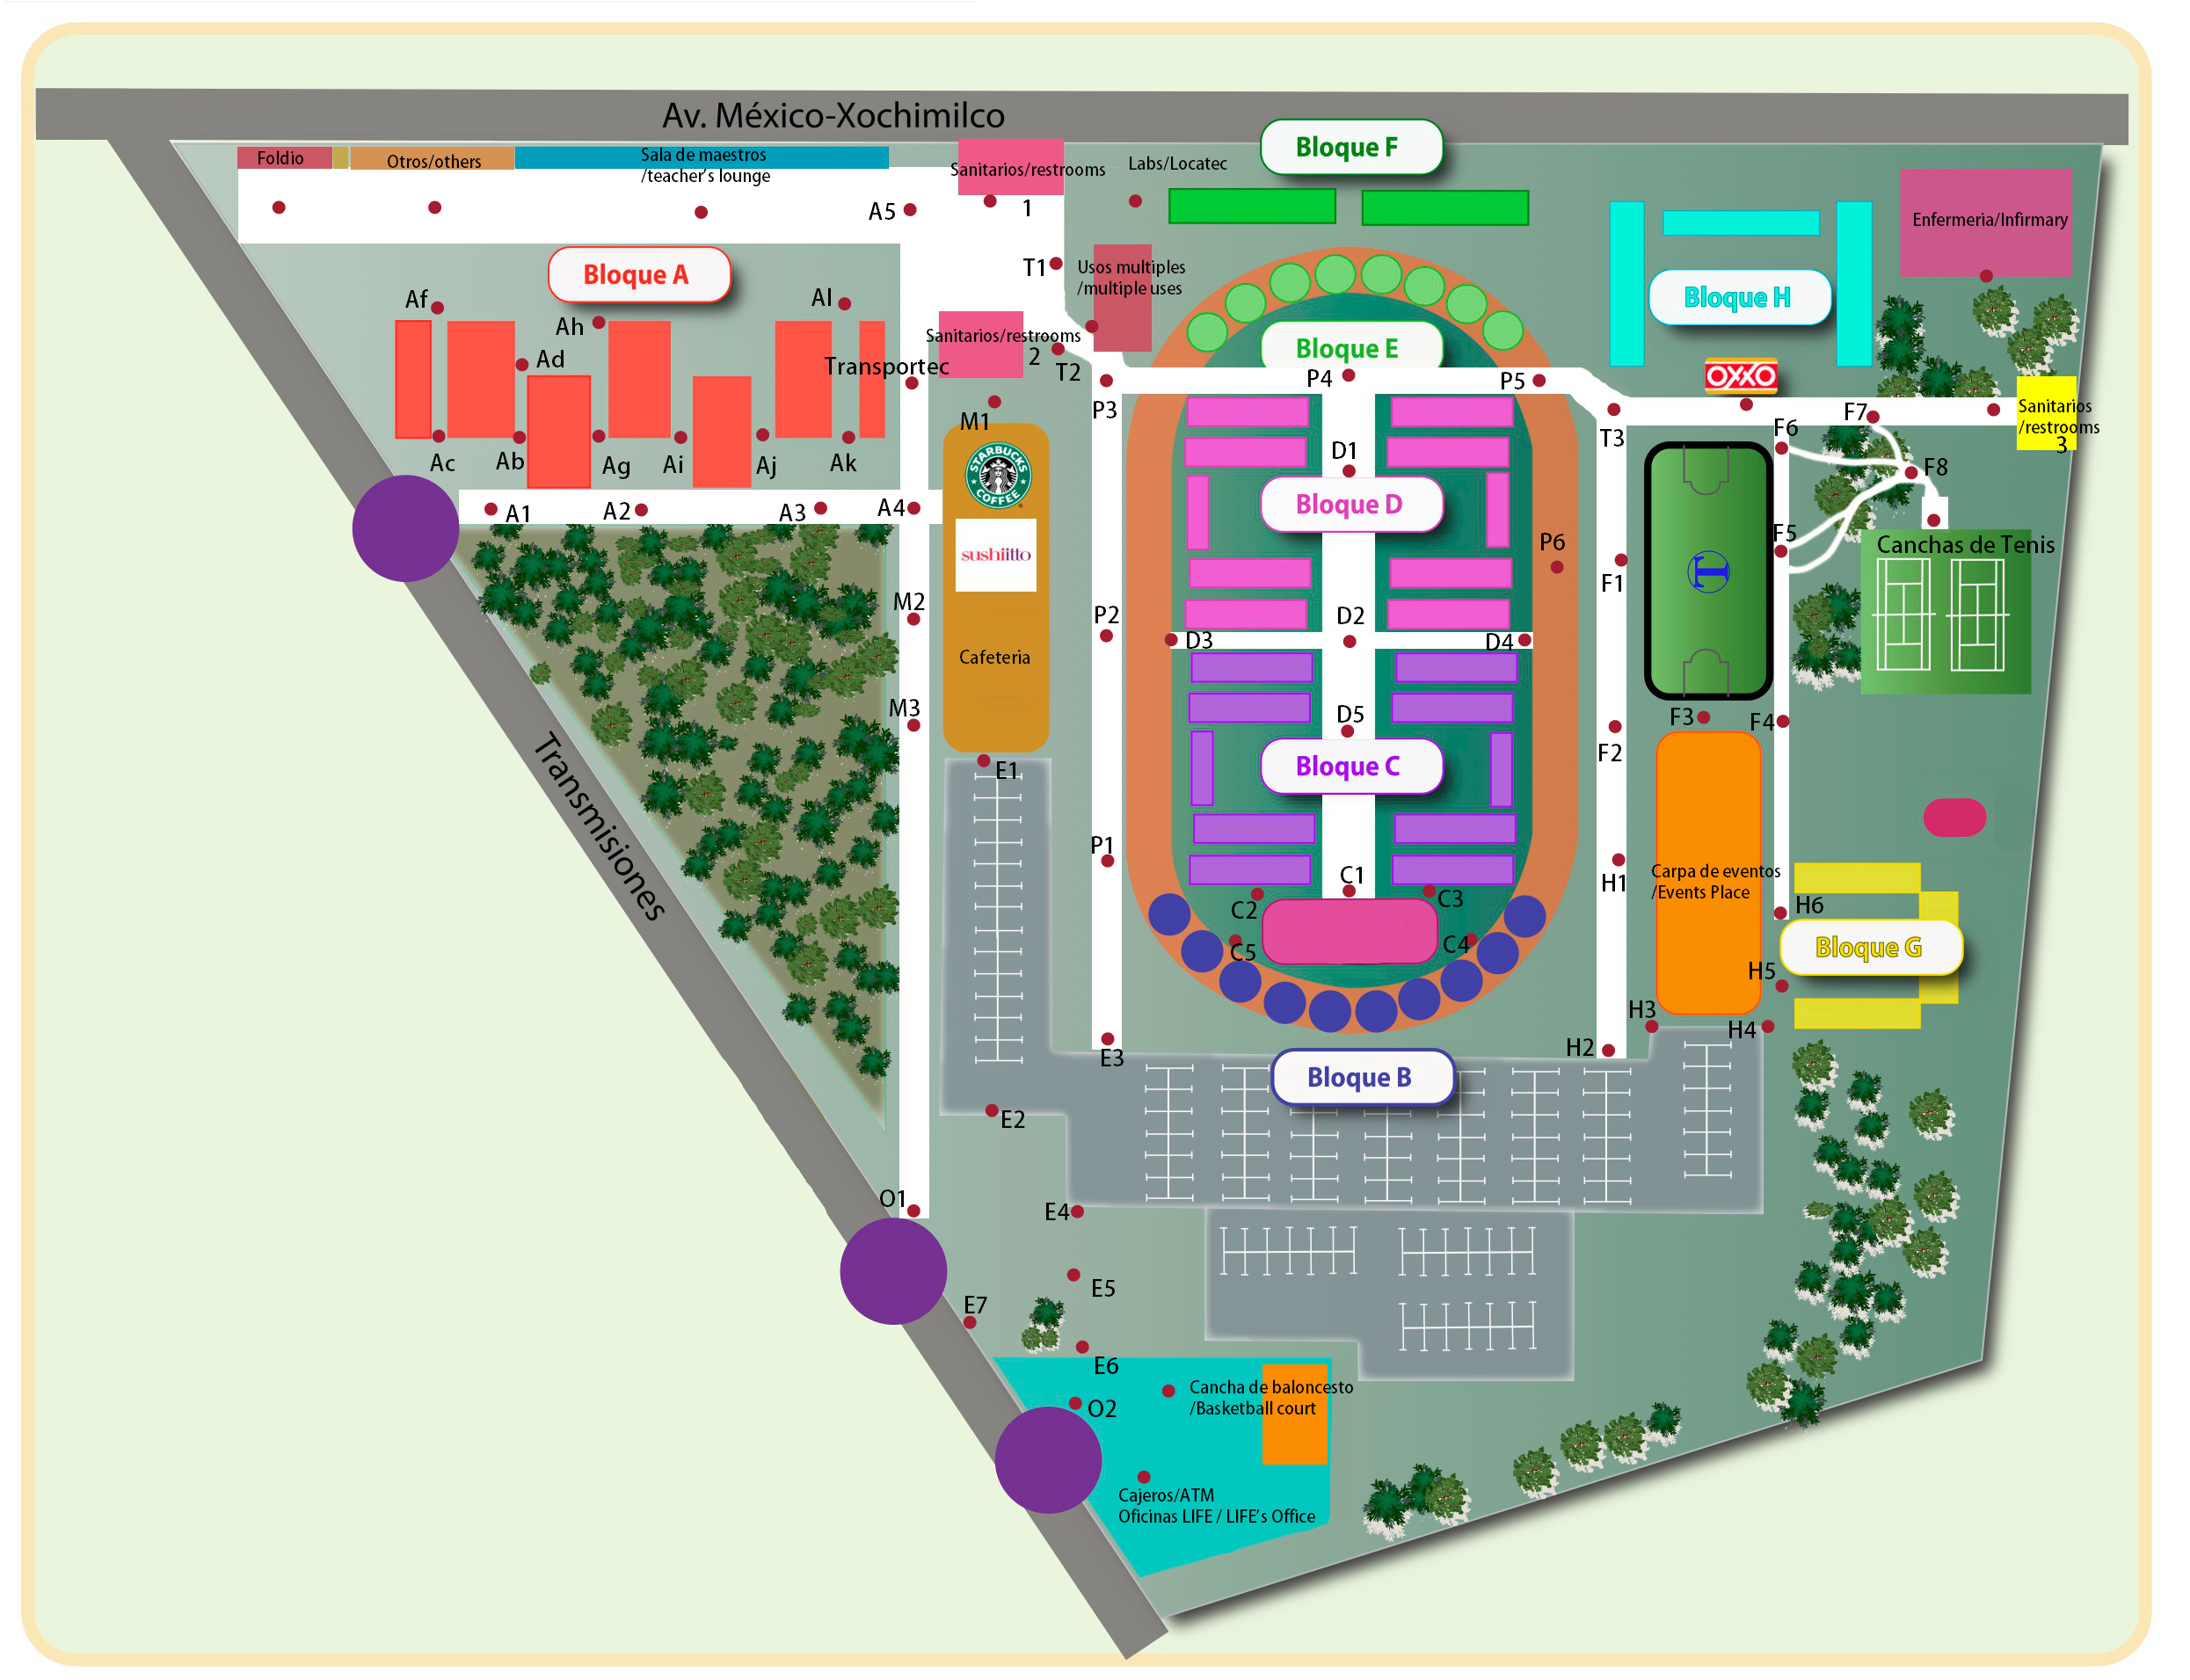 Av. México-Xochimilco
Foldio
Otros/others
Sala de maestros
/teacher's lounge
Sanitarios/restrooms
1
Labs/Locatec
Bloque F
A5
T1
Usos multiples
/multiple uses
Enfermeria/Infirmary
Bloque A
Bloque H
Af
Ah
Al
Ad
Sanitarios/restrooms
2
T2
Transportec
Bloque E
P4
P5
OXXO
P3
M1
T3
F6
F7
Sanitarios
/restrooms
3
Ac
Ab
Ag
Ai
Aj
Ak
STARBUCKS
COFFEE
D1
F8
Bloque D
A1
A2
A3
A4
sushiitto
P6
F5
Canchas de Tenis
T
F1
M2
P2
D2
D3
D4
Cafeteria
M3
D5
F3
F4
F2
Transmisiones
E1
Bloque C
P1
C1
H1
Carpa de eventos
/Events Place
C2
C3
H6
C5
C4
Bloque G
H5
H3
H4
E3
H2
Bloque B
E2
O1
E4
E5
E7
E6
Cancha de baloncesto
/Basketball court
O2
Cajeros/ATM
Oficinas LIFE / LIFE's Office